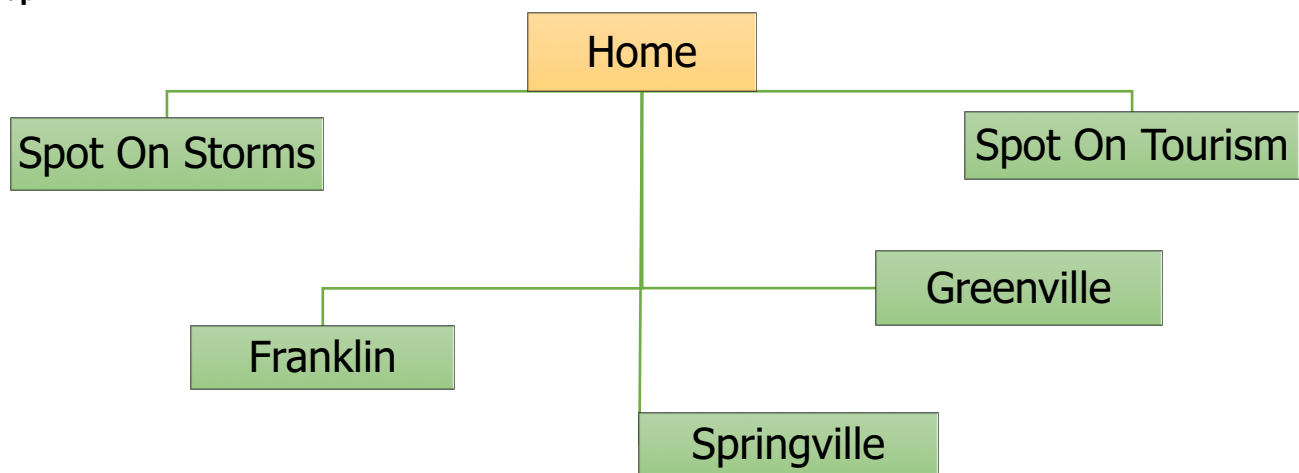 Home
Spot On Storms
Spot On Tourism
Greenville
Franklin
Springville